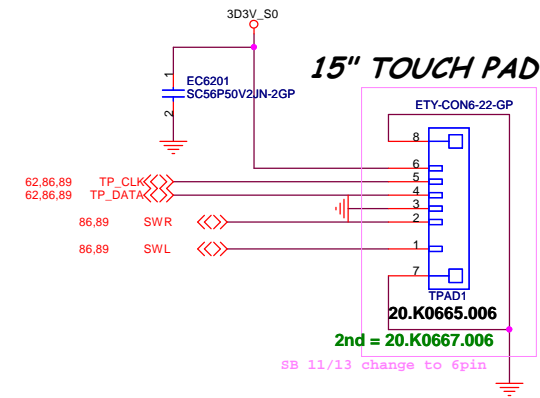 3D3V_S0
15" TOUCH PAD
1
EC6201
SC56P50V2JN-2GP
2
ETY-CON6-22-GP
8
6
62,86,89 TP_CLK 5
62,86,89 TP_DATA 4
3
86,89 SWR 2
86,89 SWL 1
7
TPAD1
20.K0665.006
2nd = 20.K0667.006
SB 11/13 change to 6pin